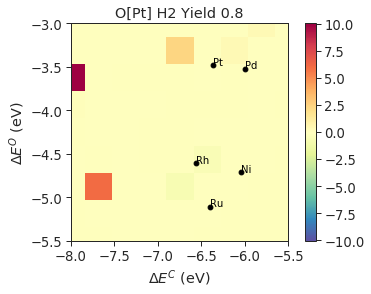 O[Pt] H2 Yield 0.8
−3.0
−3.5
−4.0
−4.5
−5.0
−5.5
ΔE^O (eV)
Pt
Pd
Rh
Ni
Ru
−8.0 −7.5 −7.0 −6.5 −6.0 −5.5
ΔE^C (eV)
10.0
7.5
5.0
2.5
0.0
−2.5
−5.0
−7.5
−10.0